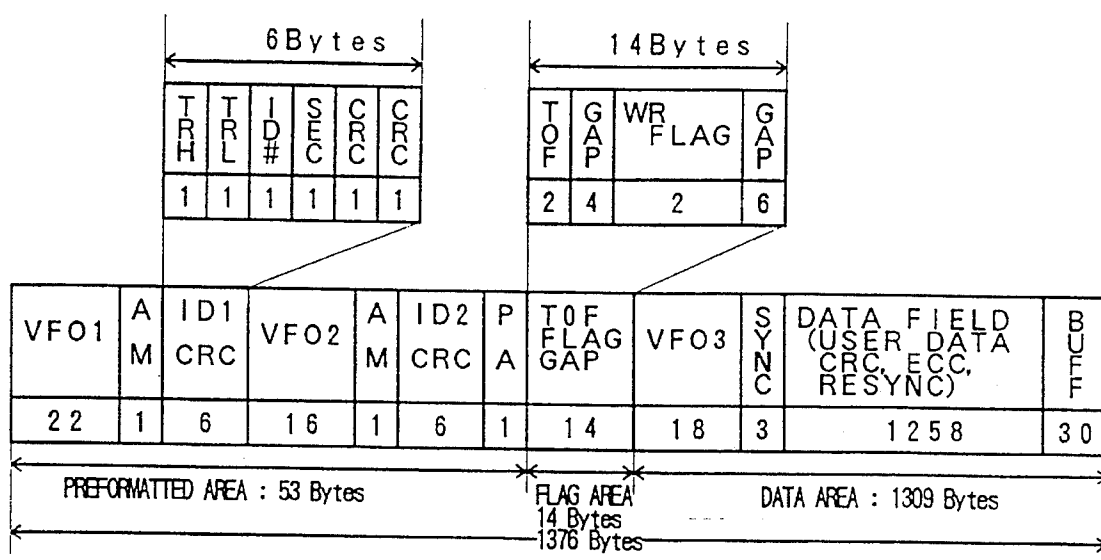 6Bytes
14Bytes
TRH TRL ID# SEC CRC CRC
1 1 1 1 1 1
TOF GAP WR FLAG GAP
2 4 2 6
VFO1 AM ID1 CRC VFO2 AM ID2 CRC PA TOF FLAG GAP VFO3 SYNC DATA FIELD (USER DATA CRC, ECC, RESYNC) BUFF
22 1 6 16 1 6 1 14 18 3 1258 30
PREFORMATTED AREA : 53 Bytes
FLAG AREA
14 Bytes
DATA AREA : 1309 Bytes
1376 Bytes